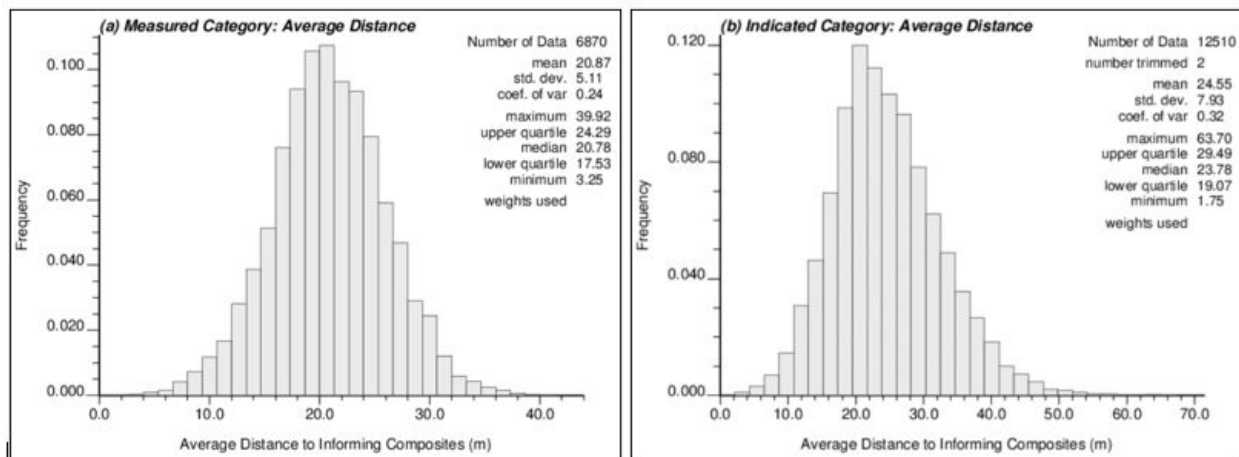 (a) Measured Category: Average Distance
Number of Data 6870
mean 20.87
std. dev. 5.11
coef. of var 0.24
maximum 39.92
upper quartile 24.29
median 20.78
lower quartile 17.53
minimum 3.25
weights used
Frequency
0.100
0.080
0.060
0.040
0.020
0.000
0.0 10.0 20.0 30.0 40.0
Average Distance to Informing Composites (m)
(b) Indicated Category: Average Distance
Number of Data 12510
number trimmed 2
mean 24.55
std. dev. 7.93
coef. of var 0.32
maximum 63.70
upper quartile 29.49
median 23.78
lower quartile 19.07
minimum 1.75
weights used
Frequency
0.120
0.080
0.040
0.000
0.0 10.0 20.0 30.0 40.0 50.0 60.0 70.0
Average Distance to Informing Composites (m)